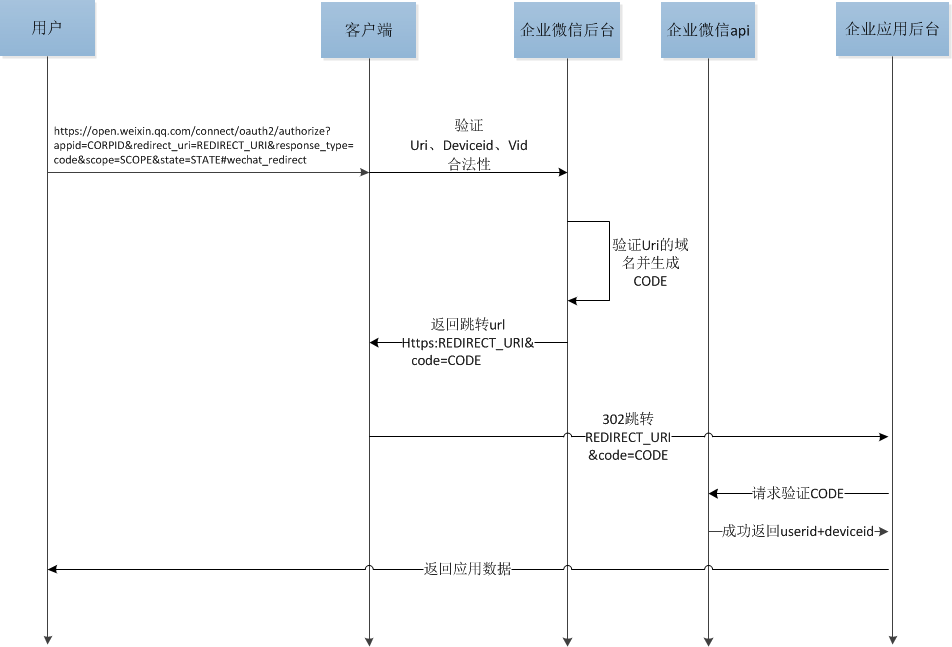 用户
客户端
企业微信后台
企业微信api
企业应用后台
https://open.weixin.qq.com/connect/oauth2/authorize?
appid=CORPID&redirect_uri=REDIRECT_URI&response_type=
code&scope=SCOPE&state=STATE#wechat_redirect
验证
Uri、Deviceid、Vid
合法性
验证Uri的域
名并生成
CODE
返回跳转url
Https:REDIRECT_URI&
code=CODE
302跳转
REDIRECT_URI
&code=CODE
请求验证CODE
成功返回userid+deviceid
返回应用数据